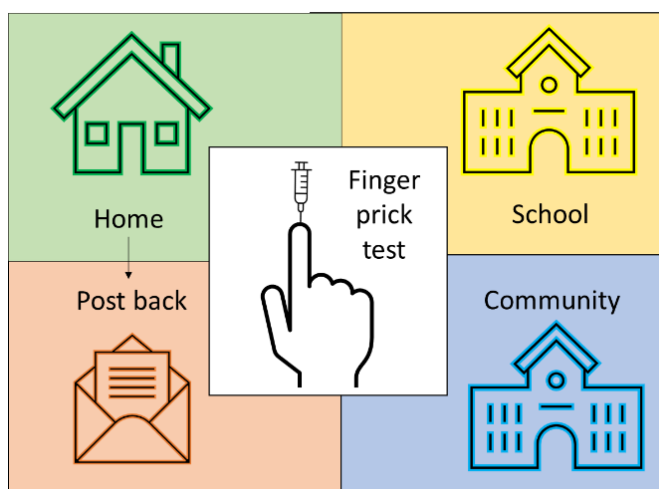 Home
Post back
Finger
prick
test
School
Community